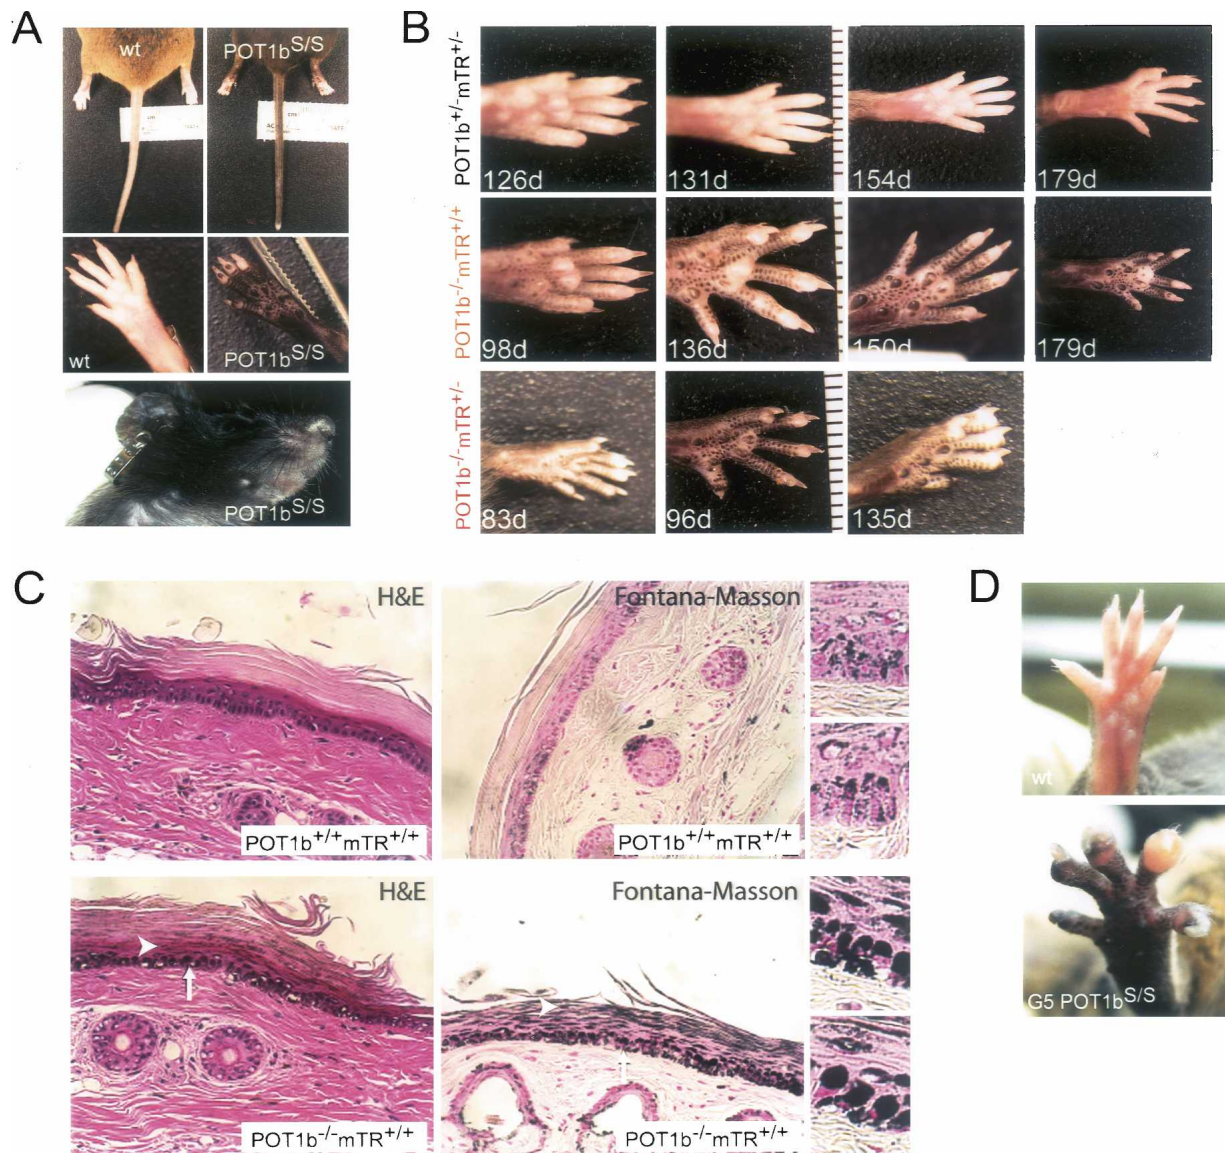 A
wt
POT1b^S/S
wt
POT1b^S/S
POT1b^S/S
B
POT1b^+/-mTR^+/-
126d
131d
154d
179d
POT1b^-/-mTR^+/+
98d
136d
150d
179d
POT1b^-/-mTR^+/-
83d
96d
135d
C
H&E
POT1b^+/+mTR^+/+
Fontana-Masson
POT1b^+/+mTR^+/+
H&E
POT1b^-/-mTR^+/+
Fontana-Masson
POT1b^-/-mTR^+/+
D
wt
G5 POT1b^S/S